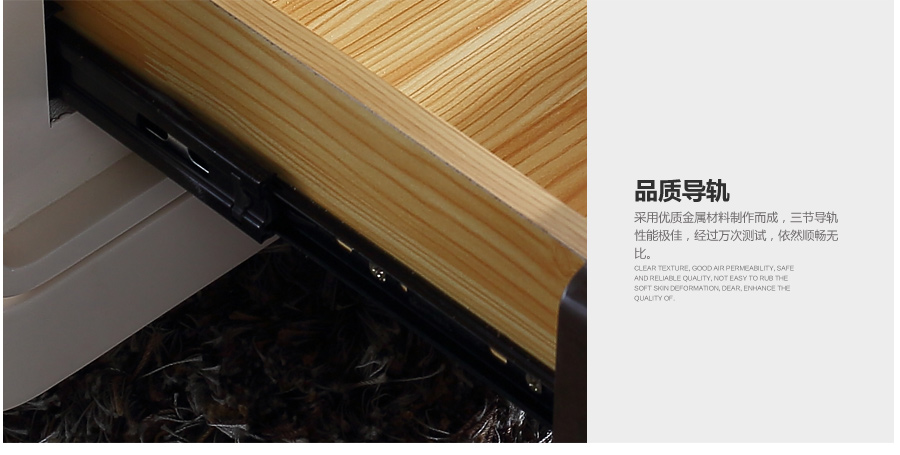 品质导轨
采用优质金属材料制作而成，三节导轨
性能极佳，经过万次测试，依然顺畅无
比。
CLEAR TEXTURE, GOOD AIR PERMEABILITY, SAFE
AND RELIABLE QUALITY, NOT EASY TO RUB THE
SOFT SKIN DEFORMATION, DEAR, ENHANCE THE
QUALITY OF.